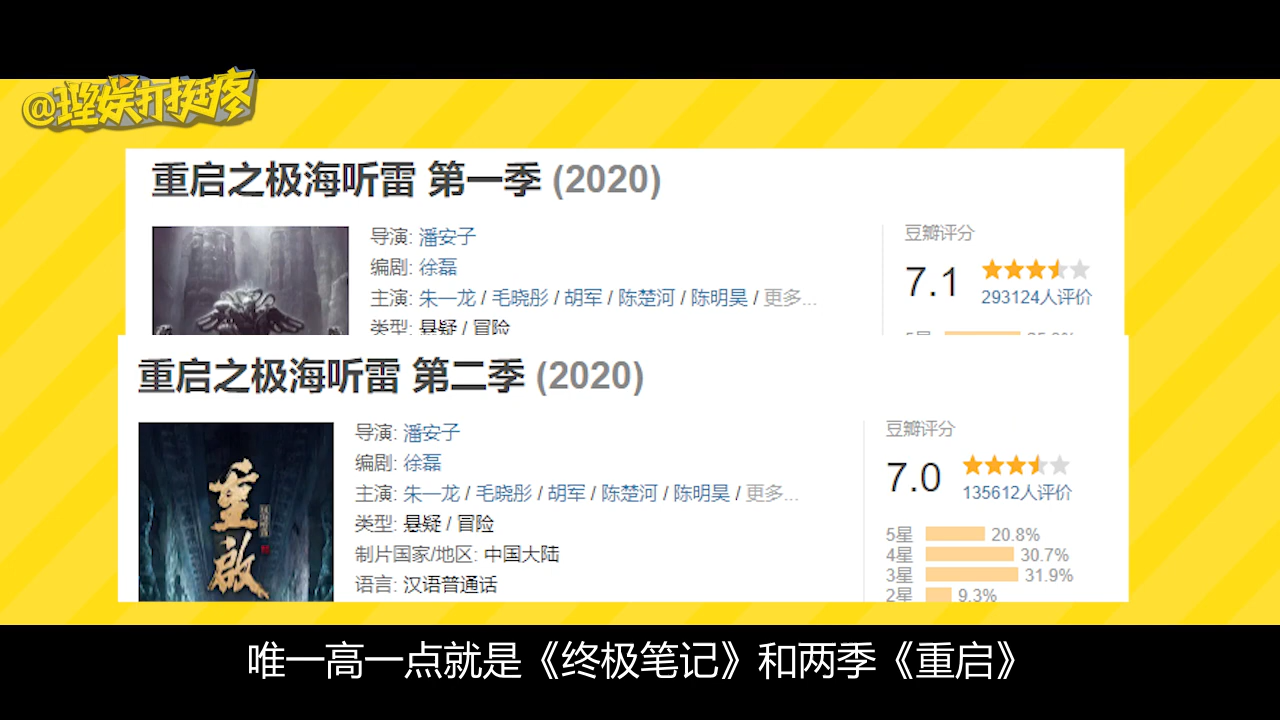 @理娱打挺疼
重启之极海听雷 第一季 (2020)
导演: 潘安子
编剧: 徐磊
主演: 朱一龙 / 毛晓彤 / 胡军 / 陈楚河 / 陈明昊 / 更多...
类型: 悬疑 / 冒险
豆瓣评分
7.1
293124人评价
重启之极海听雷 第二季 (2020)
重啟
导演: 潘安子
编剧: 徐磊
主演: 朱一龙 / 毛晓彤 / 胡军 / 陈楚河 / 陈明昊 / 更多...
类型: 悬疑 / 冒险
制片国家/地区: 中国大陆
语言: 汉语普通话
豆瓣评分
7.0
135612人评价
5星 20.8%
4星 30.7%
3星 31.9%
2星 9.3%
唯一高一点就是《终极笔记》和两季《重启》